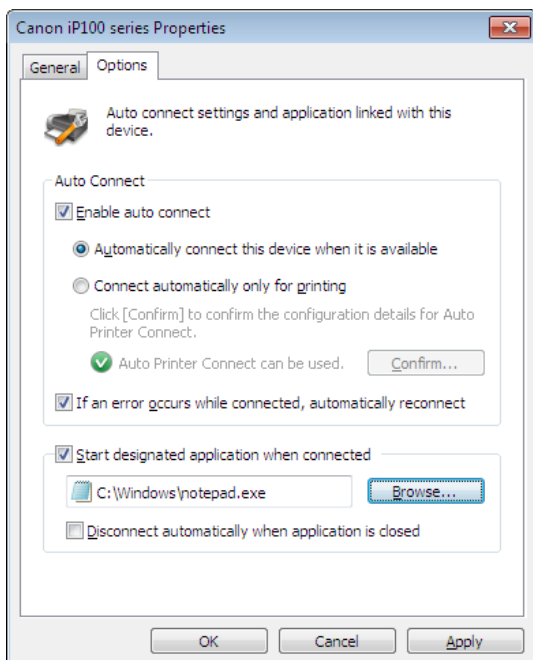 Canon iP100 series Properties
General
Options
Auto connect settings and application linked with this
device.
Auto Connect
Enable auto connect
Automatically connect this device when it is available
Connect automatically only for printing
Click [Confirm] to confirm the configuration details for Auto
Printer Connect.
Auto Printer Connect can be used.
Confirm...
If an error occurs while connected, automatically reconnect
Start designated application when connected
C:\Windows\notepad.exe
Browse...
Disconnect automatically when application is closed
OK
Cancel
Apply